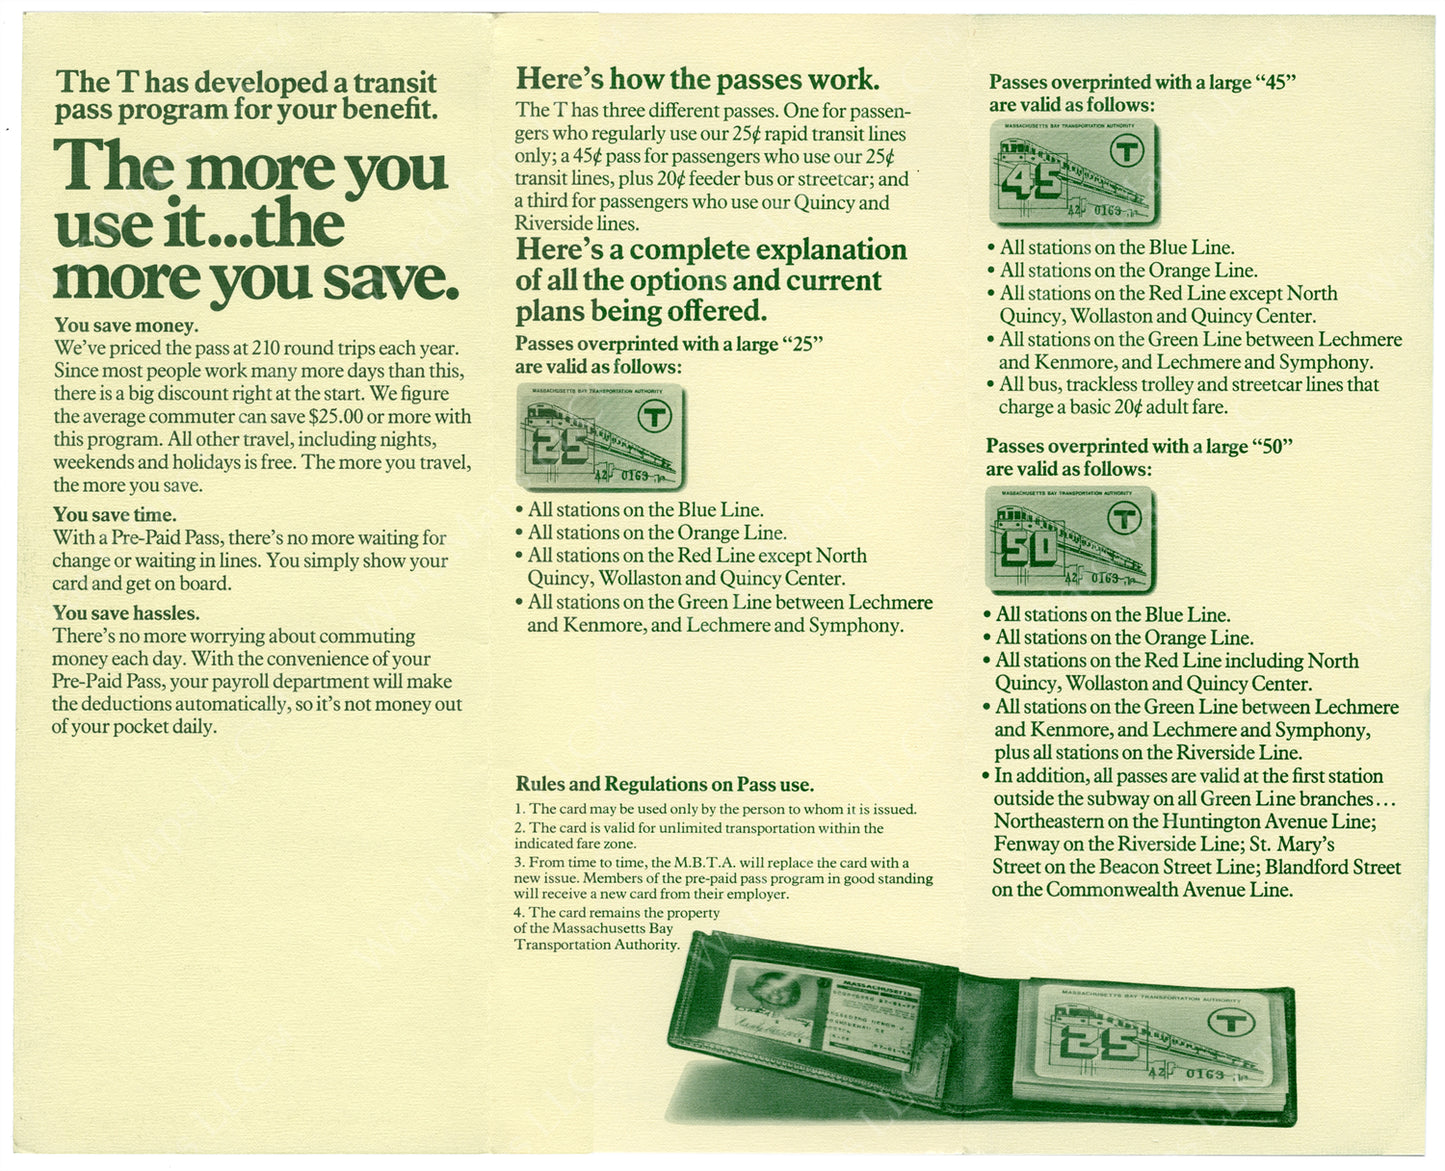 The T has developed a transit
pass program for your benefit.
The more you
use it...the
more you save.
You save money.
We've priced the pass at 210 round trips each year.
Since most people work many more days than this,
there is a big discount right at the start. We figure
the average commuter can save $25.00 or more with
this program. All other travel, including nights,
weekends and holidays is free. The more you travel,
the more you save.
You save time.
With a Pre-Paid Pass, there's no more waiting for
change or waiting in lines. You simply show your
card and get on board.
You save hassles.
There's no more worrying about commuting
money each day. With the convenience of your
Pre-Paid Pass, your payroll department will make
the deductions automatically, so it's not money out
of your pocket daily.
Here's how the passes work.
The T has three different passes. One for passen-
gers who regularly use our 25¢ rapid transit lines
only; a 45¢ pass for passengers who use our 25¢
transit lines, plus 20¢ feeder bus or streetcar; and
a third for passengers who use our Quincy and
Riverside lines.
Here's a complete explanation
of all the options and current
plans being offered.
Passes overprinted with a large “25”
are valid as follows:
MASSACHUSETTS BAY TRANSPORTATION AUTHORITY
T
25
A2 0163
• All stations on the Blue Line.
• All stations on the Orange Line.
• All stations on the Red Line except North
Quincy, Wollaston and Quincy Center.
• All stations on the Green Line between Lechmere
and Kenmore, and Lechmere and Symphony.
Rules and Regulations on Pass use.
1. The card may be used only by the person to whom it is issued.
2. The card is valid for unlimited transportation within the
indicated fare zone.
3. From time to time, the M.B.T.A. will replace the card with a
new issue. Members of the pre-paid pass program in good standing
will receive a new card from their employer.
4. The card remains the property
of the Massachusetts Bay
Transportation Authority.
Passes overprinted with a large “45”
are valid as follows:
MASSACHUSETTS BAY TRANSPORTATION AUTHORITY
T
45
A2 0163
• All stations on the Blue Line.
• All stations on the Orange Line.
• All stations on the Red Line except North
Quincy, Wollaston and Quincy Center.
• All stations on the Green Line between Lechmere
and Kenmore, and Lechmere and Symphony.
• All bus, trackless trolley and streetcar lines that
charge a basic 20¢ adult fare.
Passes overprinted with a large “50”
are valid as follows:
MASSACHUSETTS BAY TRANSPORTATION AUTHORITY
T
50
A2 0163
• All stations on the Blue Line.
• All stations on the Orange Line.
• All stations on the Red Line including North
Quincy, Wollaston and Quincy Center.
• All stations on the Green Line between Lechmere
and Kenmore, and Lechmere and Symphony,
plus all stations on the Riverside Line.
• In addition, all passes are valid at the first station
outside the subway on all Green Line branches...
Northeastern on the Huntington Avenue Line;
Fenway on the Riverside Line; St. Mary's
Street on the Beacon Street Line; Blandford Street
on the Commonwealth Avenue Line.
MASSACHUSETTS
MASSACHUSETTS BAY TRANSPORTATION AUTHORITY
T
25
A2 0163